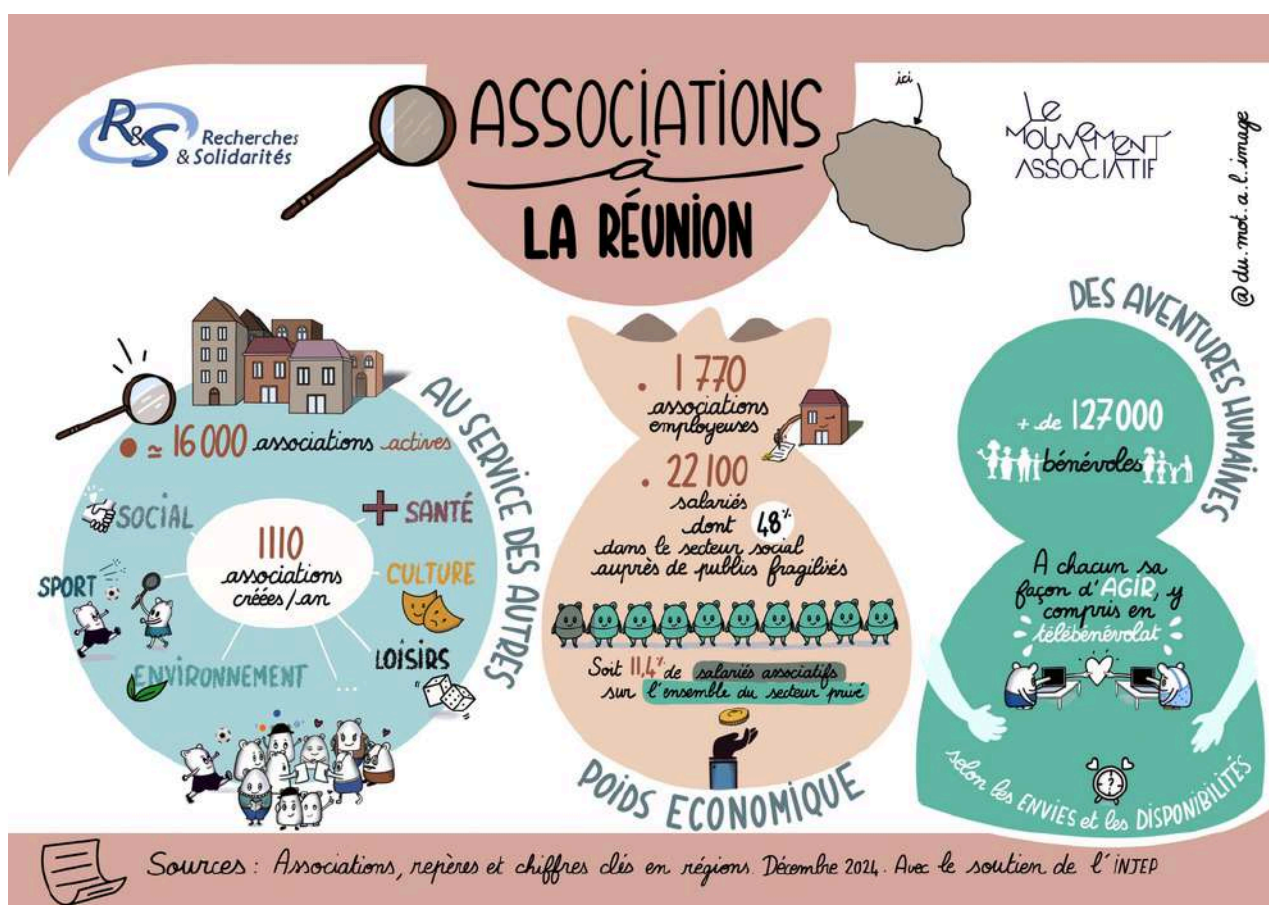 R&S Recherches
& Solidarités
ASSOCIATIONS
à
LA RÉUNION
ici
Le
MOUVEMENT
ASSOCIATIF
@du.mot.a.l.image
AU SERVICE DES AUTRES
≃ 16 000 associations actives
SOCIAL
SANTÉ
1110
associations
créées/an
SPORT
CULTURE
ENVIRONNEMENT
LOISIRS
...
. 1 770
associations
employeuses
. 22 100
salariés
dont 48%
dans le secteur social
auprès de publics fragilisés
Soit 11,4% de salariés associatifs
sur l'ensemble du secteur privé
POIDS ECONOMIQUE
DES AVENTURES HUMAINES
+ de 127000
bénévoles
A chacun sa
façon d'AGIR, y
compris en
télébénévolat
?
selon les ENVIES et les DISPONIBILITÉS
Sources : Associations, repères et chiffres clés en régions. Décembre 2024. Avec le soutien de l'INJEP